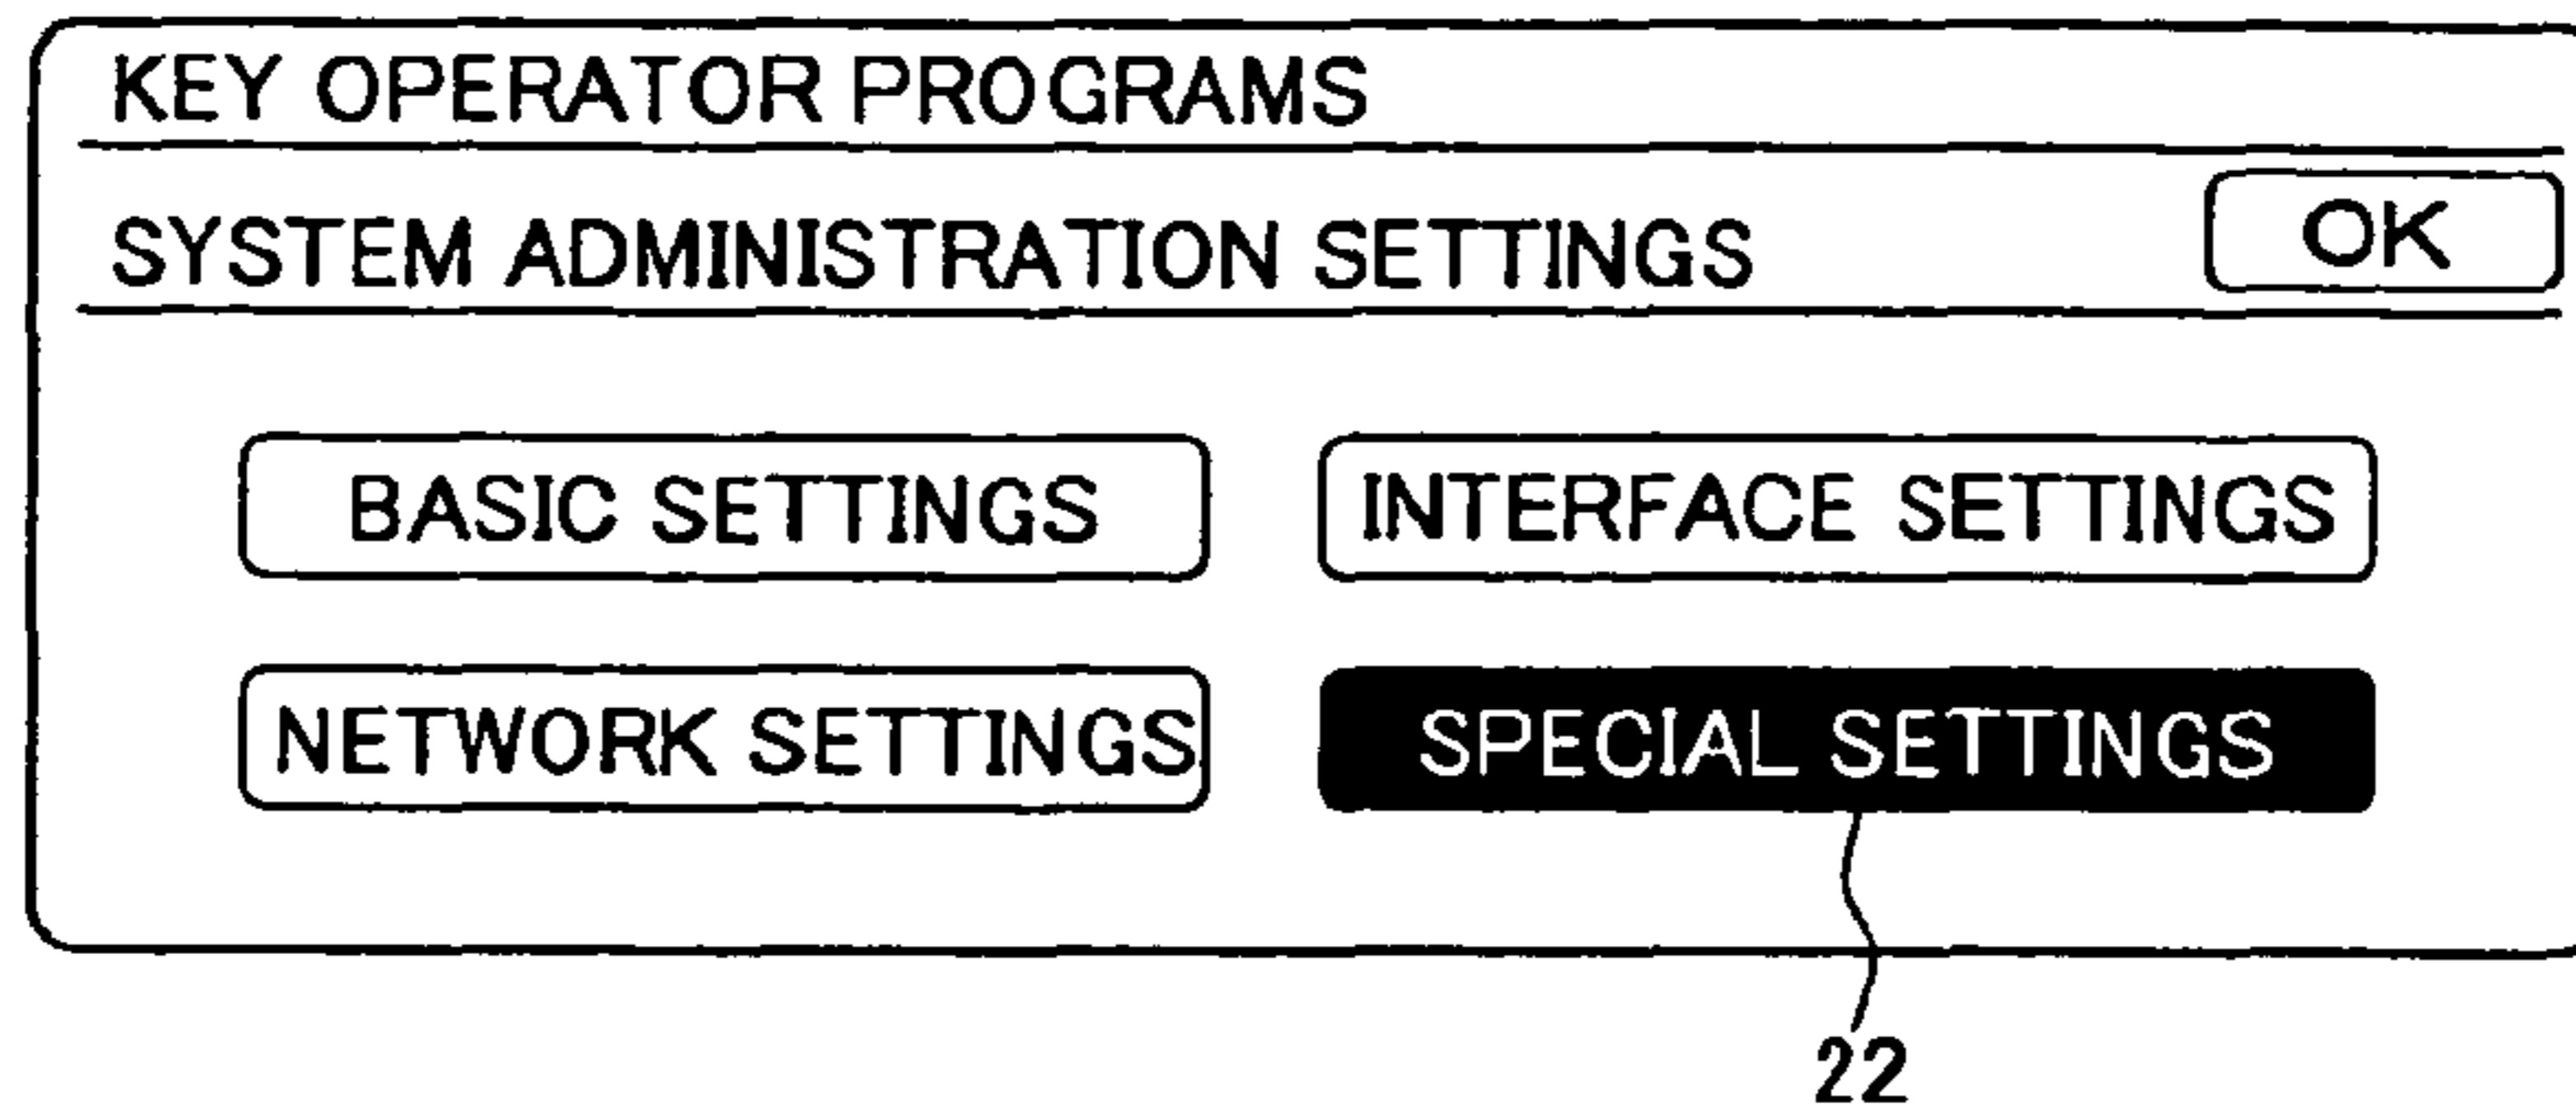 KEY OPERATOR PROGRAMS
SYSTEM ADMINISTRATION SETTINGS OK
BASIC SETTINGS INTERFACE SETTINGS
NETWORK SETTINGS SPECIAL SETTINGS
22